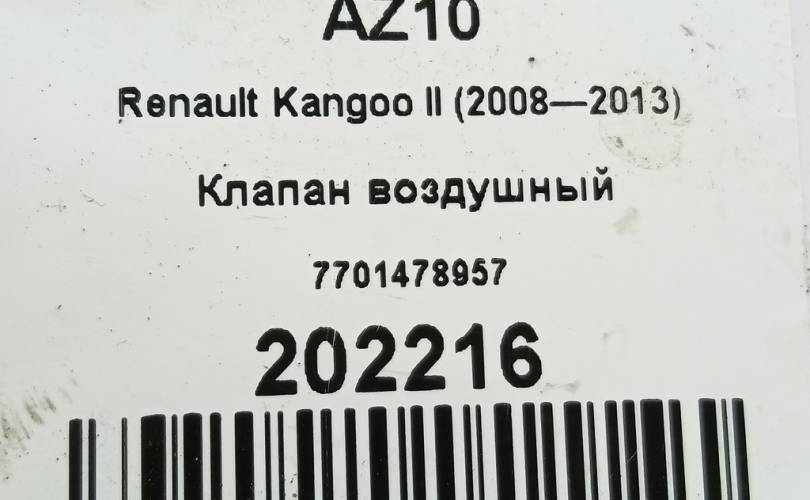 AZ10
Renault Kangoo II (2008—2013)
Клапан воздушный
7701478957
202216